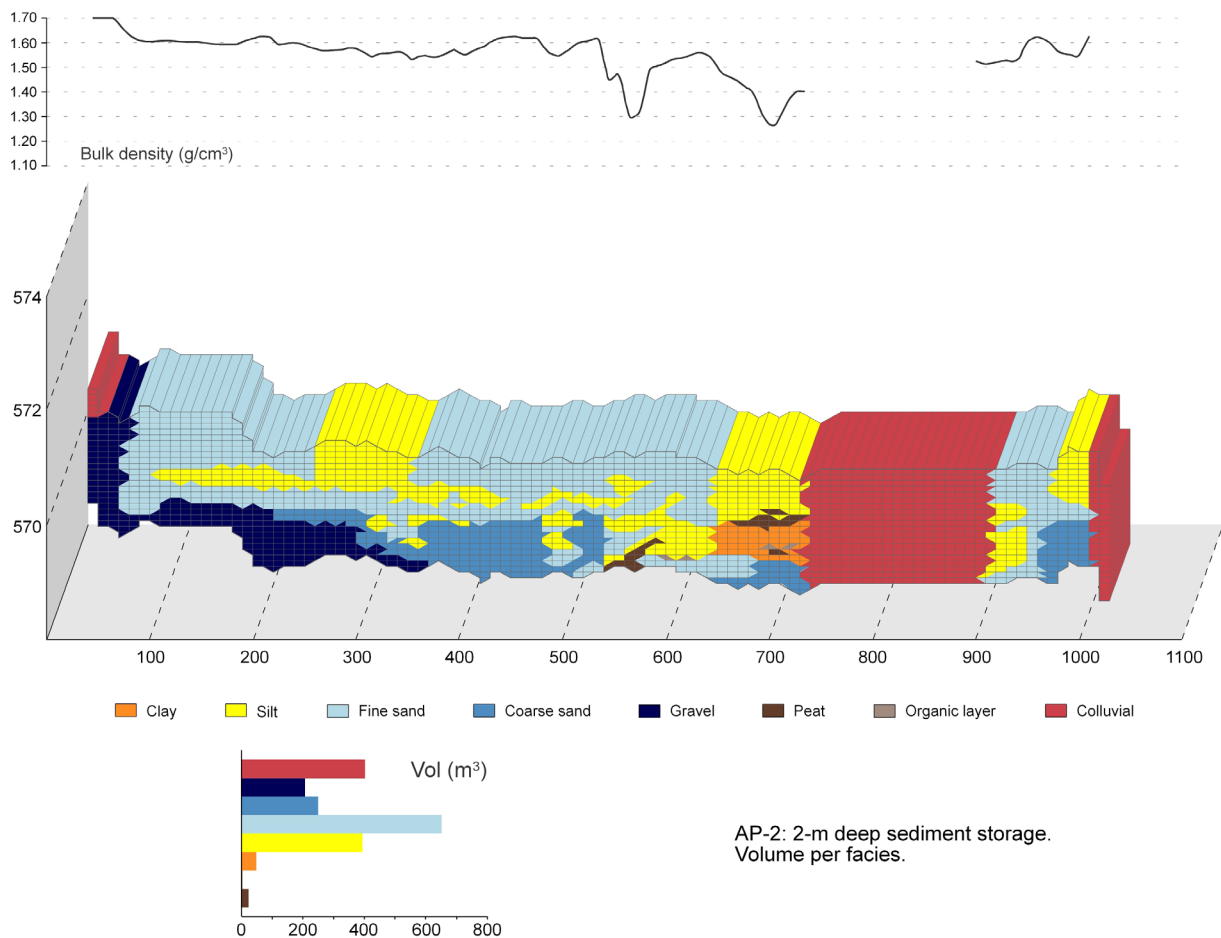 1.70
1.60
1.50
1.40
1.30
1.20
1.10
Bulk density (g/cm³)
574
572
570
100 200 300 400 500 600 700 800 900 1000 1100
Clay Silt Fine sand Coarse sand Gravel Peat Organic layer Colluvial
Vol (m³)
AP-2: 2-m deep sediment storage.
Volume per facies.
0 200 400 600 800